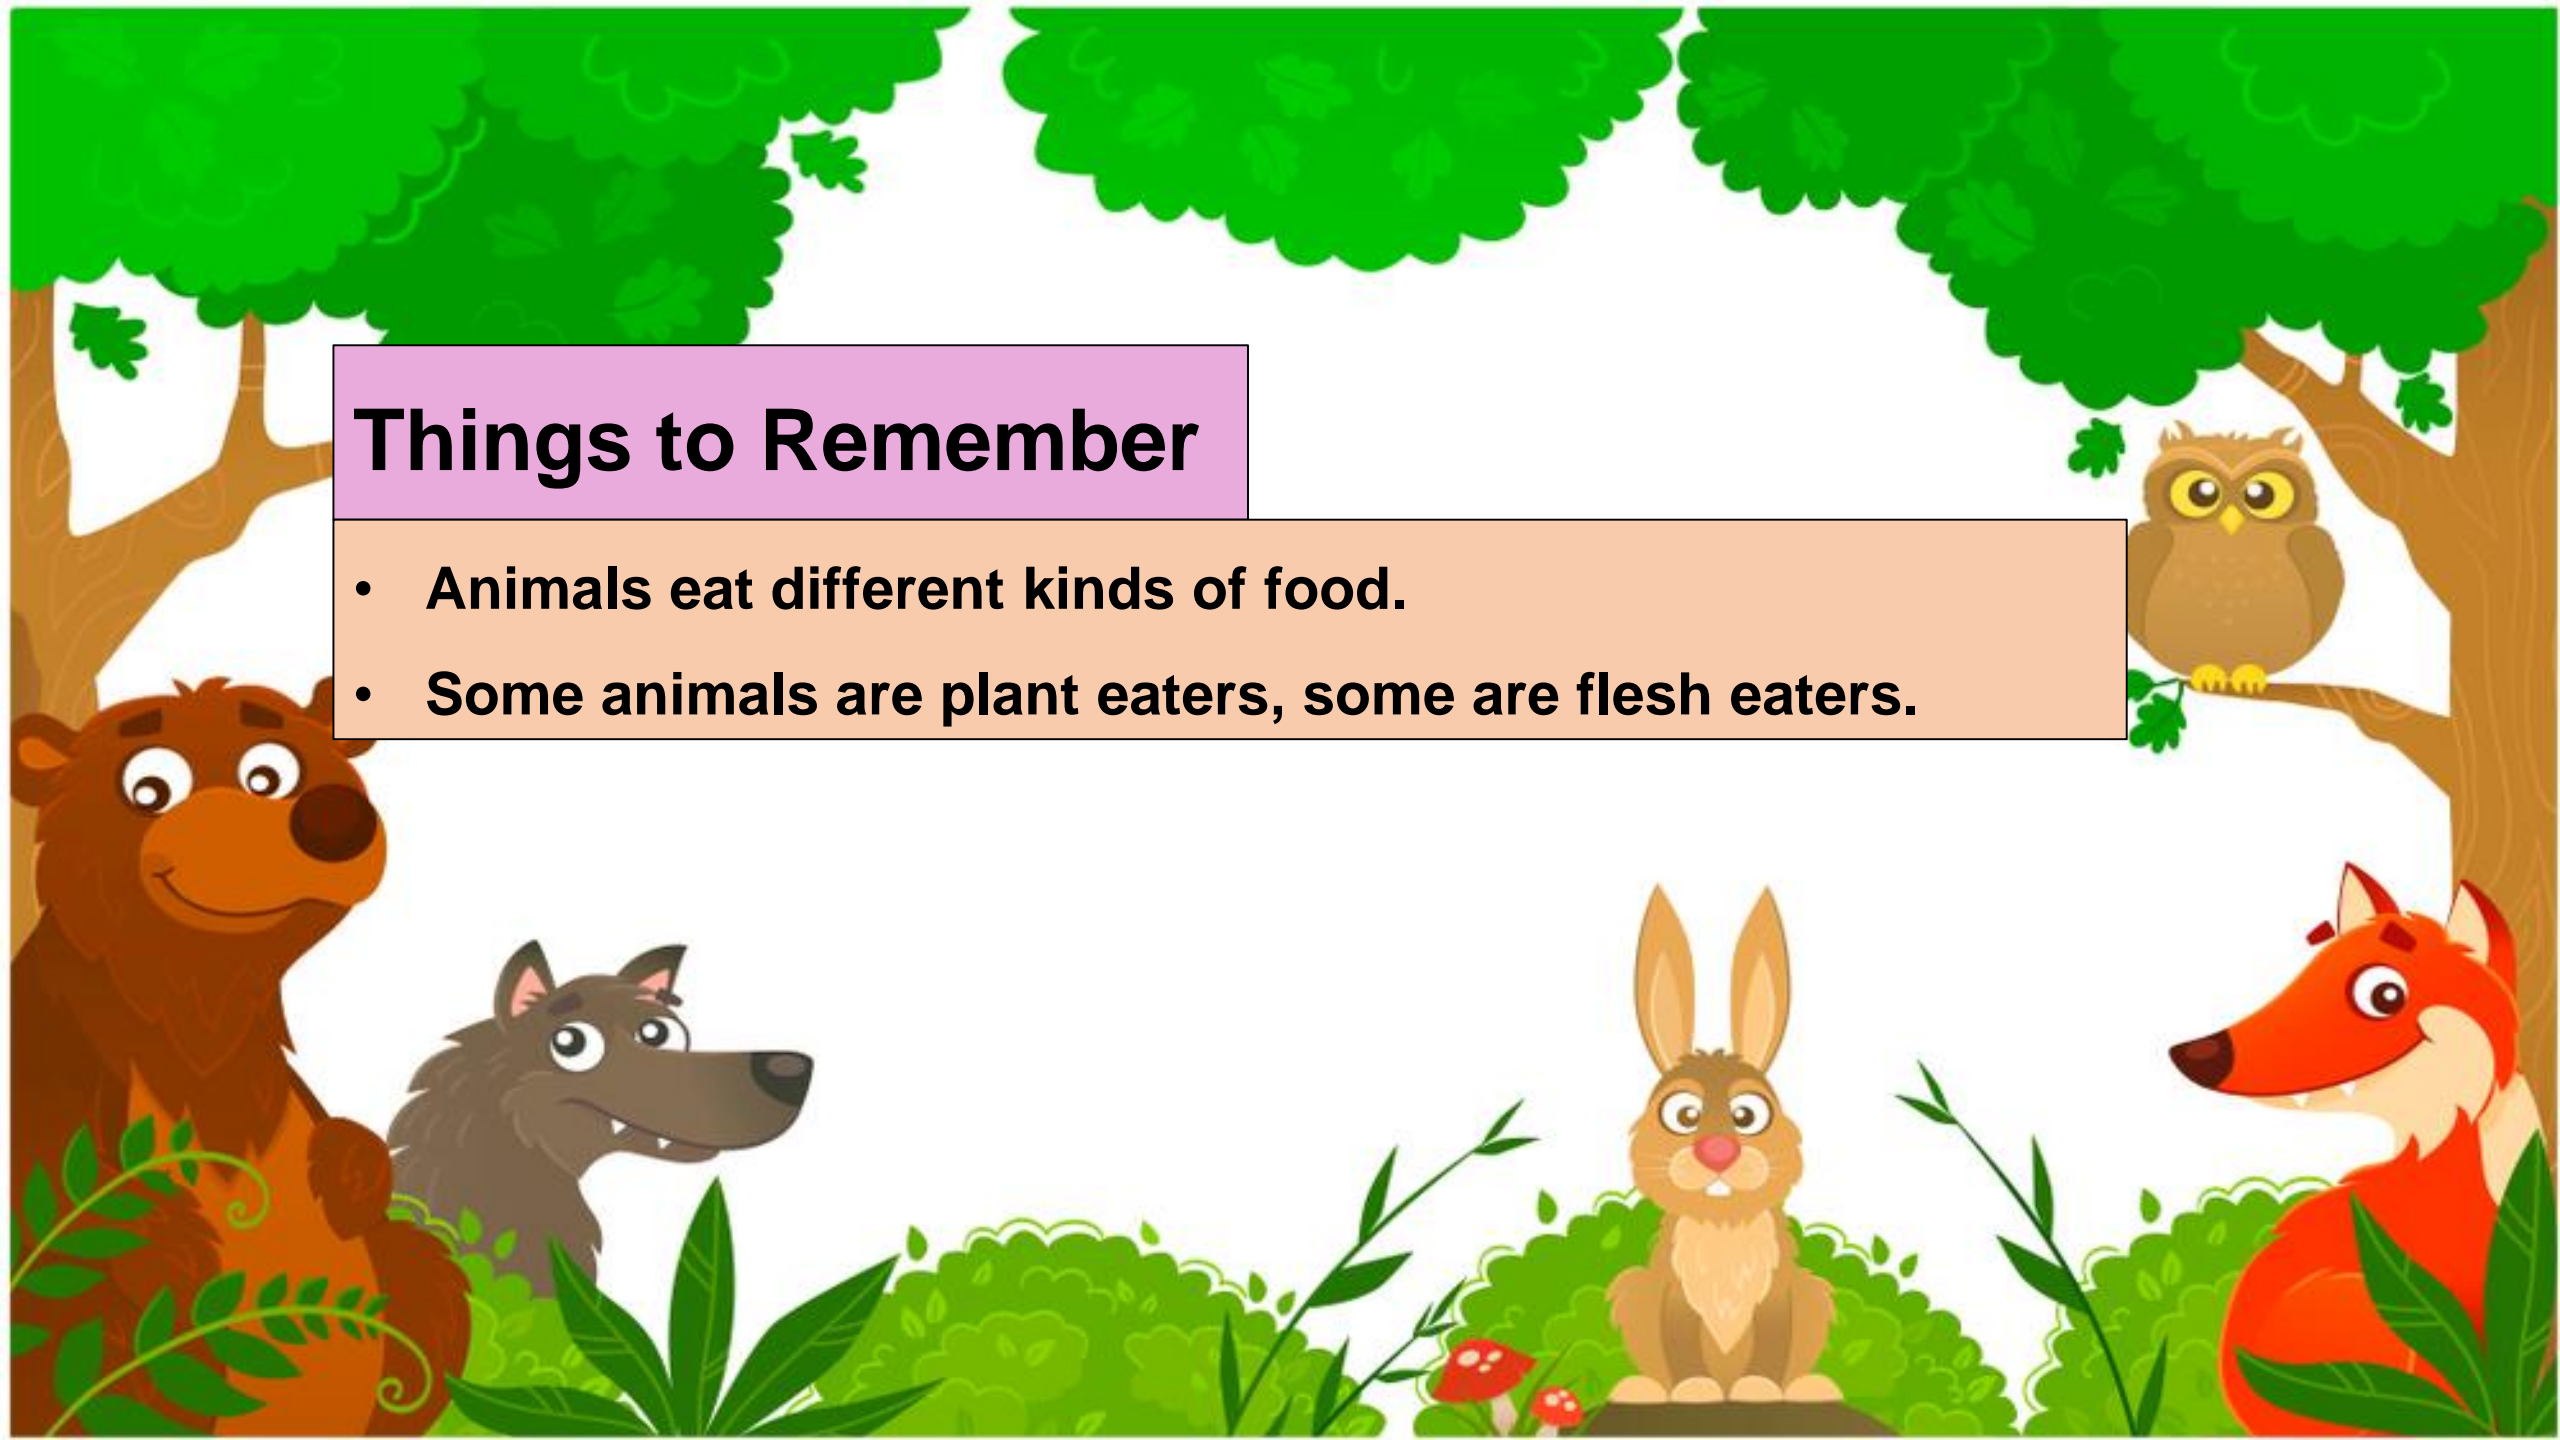 Things to Remember
• Animals eat different kinds of food.
• Some animals are plant eaters, some are flesh eaters.